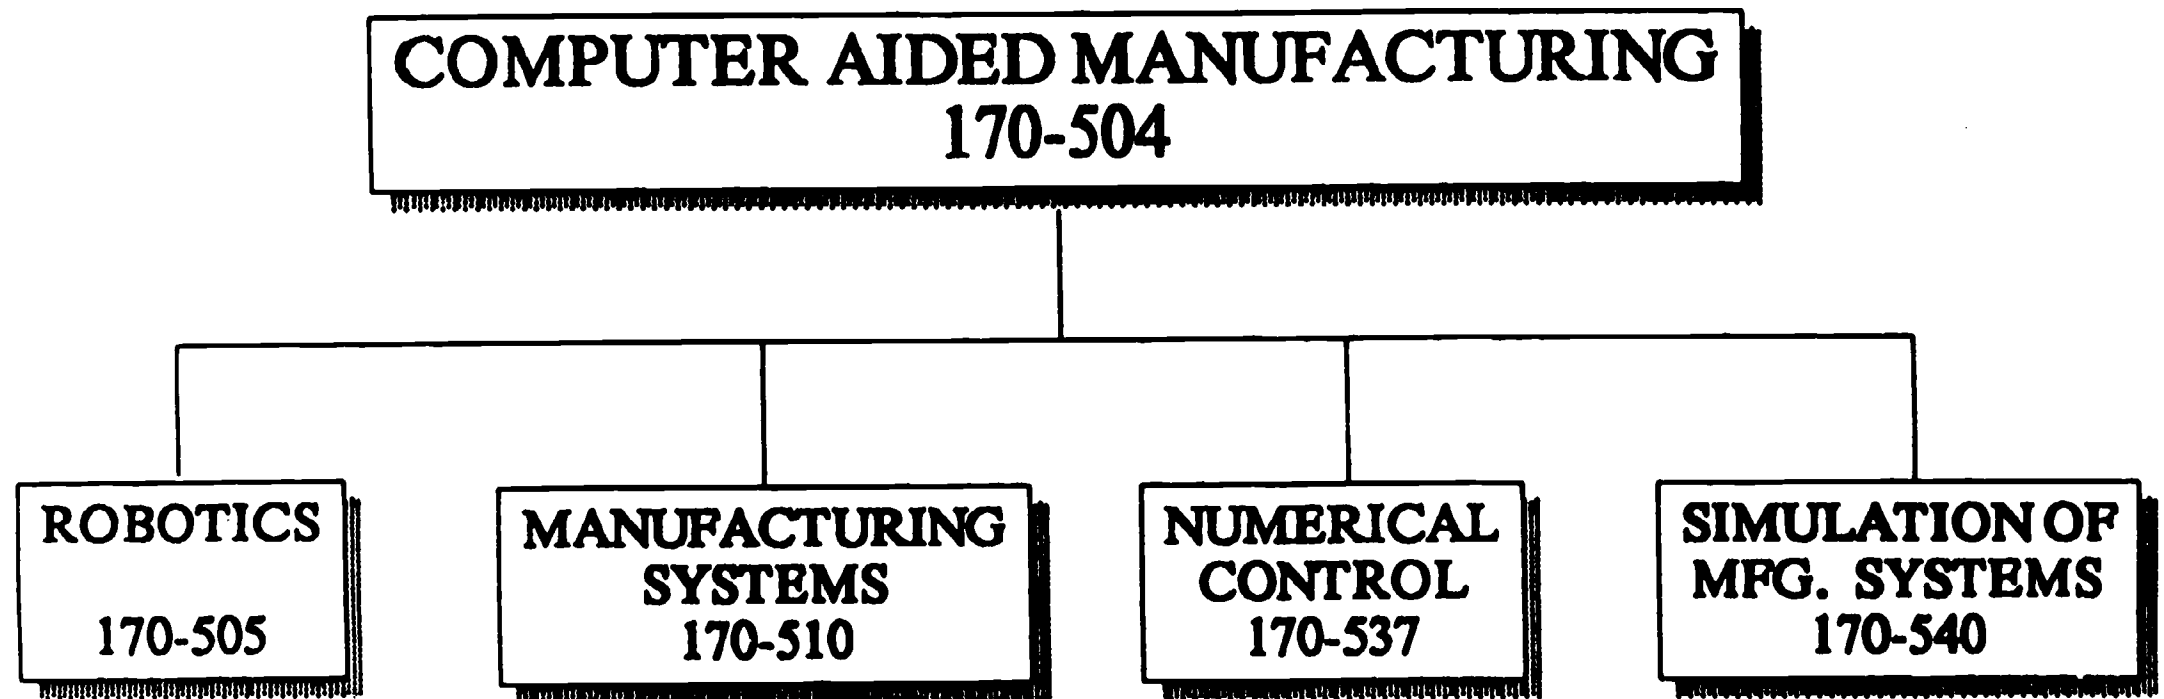 COMPUTER AIDED MANUFACTURING
170-504
ROBOTICS
170-505
MANUFACTURING
SYSTEMS
170-510
NUMERICAL
CONTROL
170-537
SIMULATION OF
MFG. SYSTEMS
170-540